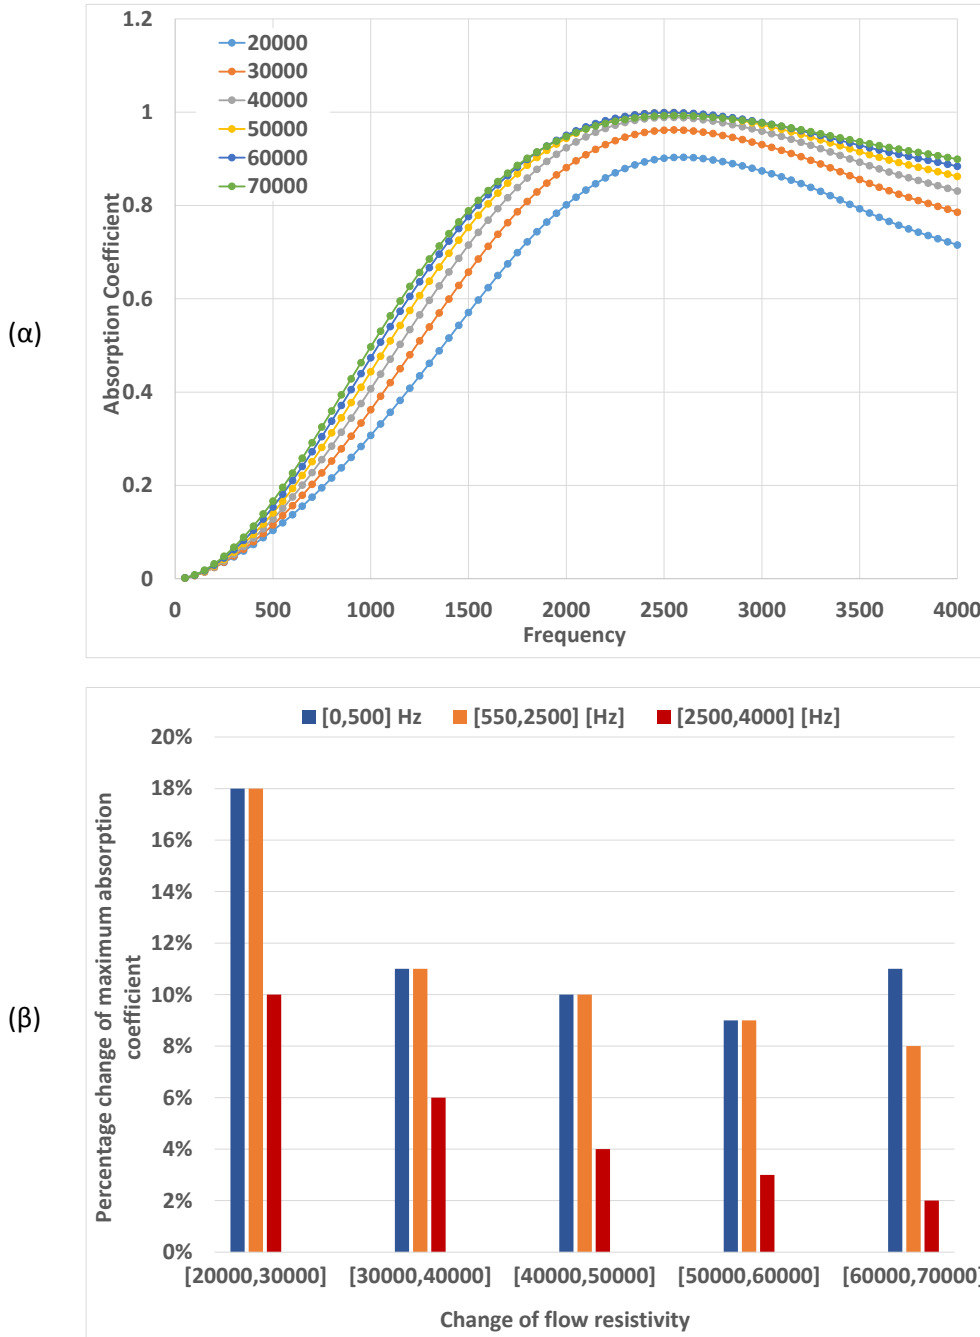 1.2
1
0.8
0.6
0.4
0.2
0
Absorption Coefficient
20000
30000
40000
50000
60000
70000
(α)
0 500 1000 1500 2000 2500 3000 3500 4000
Frequency
[0,500] Hz [550,2500] [Hz] [2500,4000] [Hz]
20%
18%
16%
14%
12%
10%
8%
6%
4%
2%
0%
Percentage change of maximum absorption
coefficient
(β)
[20000,30000] [30000,40000] [40000,50000] [50000,60000] [60000,70000]
Change of flow resistivity